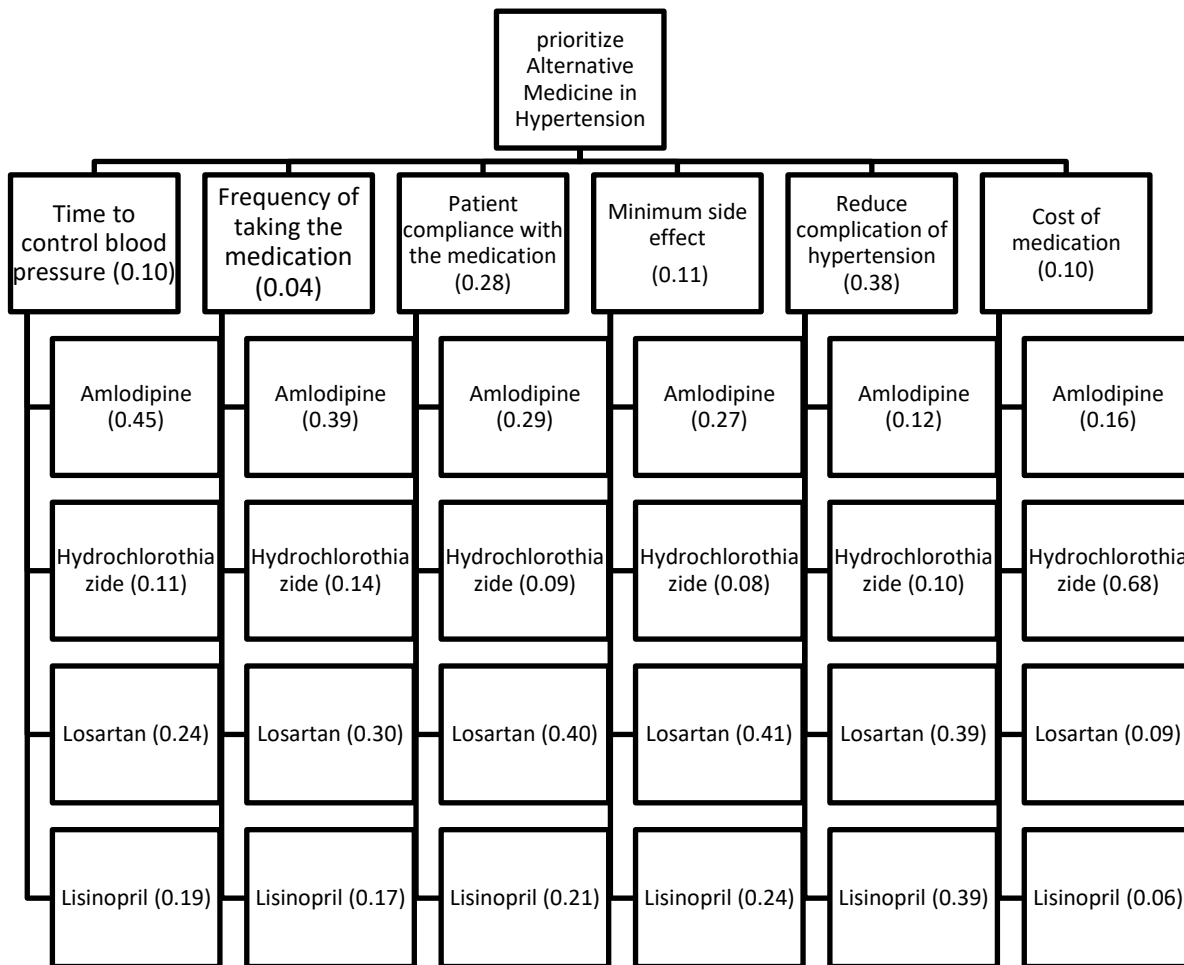 prioritize
Alternative
Medicine in
Hypertension
Time to
control blood
pressure (0.10)
Frequency of
taking the
medication
(0.04)
Patient
compliance with
the medication
(0.28)
Minimum side
effect
(0.11)
Reduce
complication of
hypertension
(0.38)
Cost of
medication
(0.10)
Amlodipine
(0.45)
Amlodipine
(0.39)
Amlodipine
(0.29)
Amlodipine
(0.27)
Amlodipine
(0.12)
Amlodipine
(0.16)
Hydrochlorothia
zide (0.11)
Hydrochlorothia
zide (0.14)
Hydrochlorothia
zide (0.09)
Hydrochlorothia
zide (0.08)
Hydrochlorothia
zide (0.10)
Hydrochlorothia
zide (0.68)
Losartan (0.24)
Losartan (0.30)
Losartan (0.40)
Losartan (0.41)
Losartan (0.39)
Losartan (0.09)
Lisinopril (0.19)
Lisinopril (0.17)
Lisinopril (0.21)
Lisinopril (0.24)
Lisinopril (0.39)
Lisinopril (0.06)